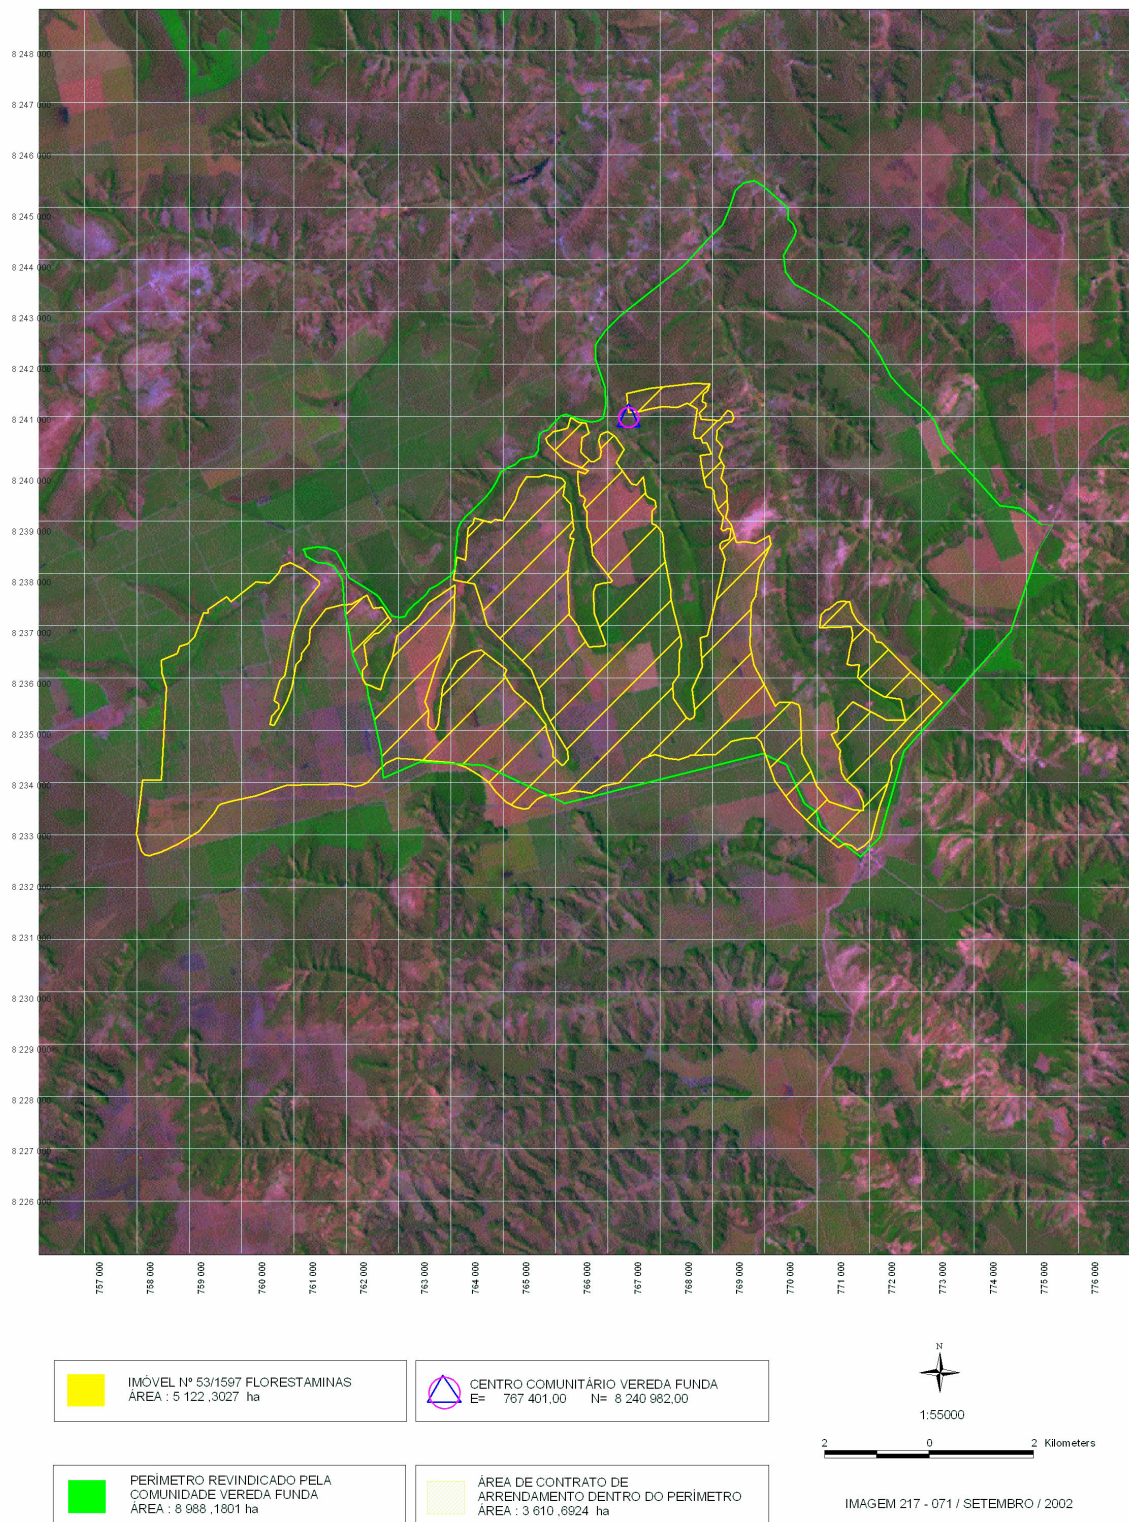 8 248 000
8 247 000
8 246 000
8 245 000
8 244 000
8 243 000
8 242 000
8 241 000
8 240 000
8 239 000
8 238 000
8 237 000
8 236 000
8 235 000
8 234 000
8 233 000
8 232 000
8 231 000
8 230 000
8 229 000
8 228 000
8 227 000
8 226 000
757 000
758 000
759 000
760 000
761 000
762 000
763 000
764 000
765 000
766 000
767 000
768 000
769 000
770 000
771 000
772 000
773 000
774 000
775 000
776 000
IMÓVEL Nº 53/1597 FLORESTAMINAS
ÁREA : 5 122 ,3027 ha
CENTRO COMUNITÁRIO VEREDA FUNDA
E= 767 401,00 N= 8 240 982,00
PERÍMETRO REVINDICADO PELA
COMUNIDADE VEREDA FUNDA
ÁREA : 8 988 ,1801 ha
ÁREA DE CONTRATO DE
ARRENDAMENTO DENTRO DO PERÍMETRO
ÁREA : 3 610 ,6924 ha
N
1:55000
2 0 2 Kilometers
IMAGEM 217 - 071 / SETEMBRO / 2002